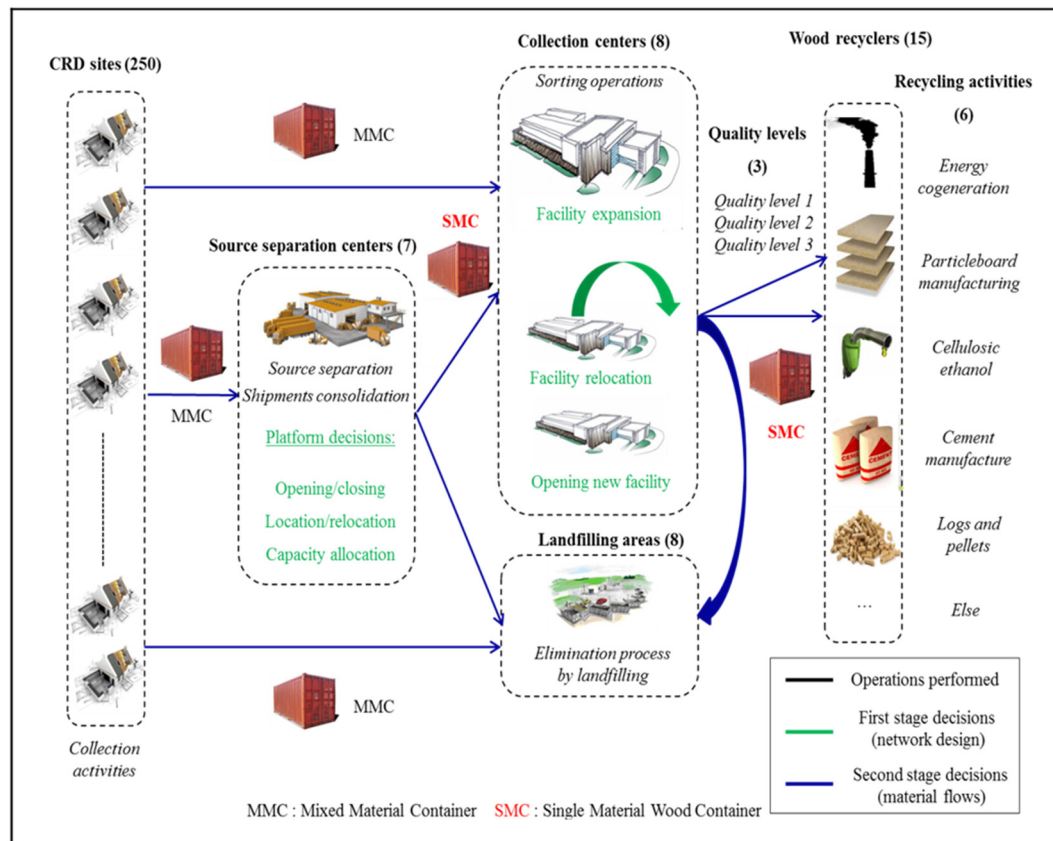 CRD sites (250)
MMC
MMC
Collection
activities
MMC
Source separation centers (7)
Source separation
Shipments consolidation
Platform decisions:
Opening/closing
Location/relocation
Capacity allocation
SMC
Collection centers (8)
Sorting operations
Facility expansion
Facility relocation
Opening new facility
Landfilling areas (8)
Elimination process
by landfilling
Quality levels
(3)
Quality level 1
Quality level 2
Quality level 3
SMC
Wood recyclers (15)
Recycling activities
(6)
Energy
cogeneration
Particleboard
manufacturing
Cellulosic
ethanol
CEMENT
Cement
manufacture
Logs and
pellets
... Else
Operations performed
First stage decisions
(network design)
Second stage decisions
(material flows)
MMC : Mixed Material Container SMC : Single Material Wood Container